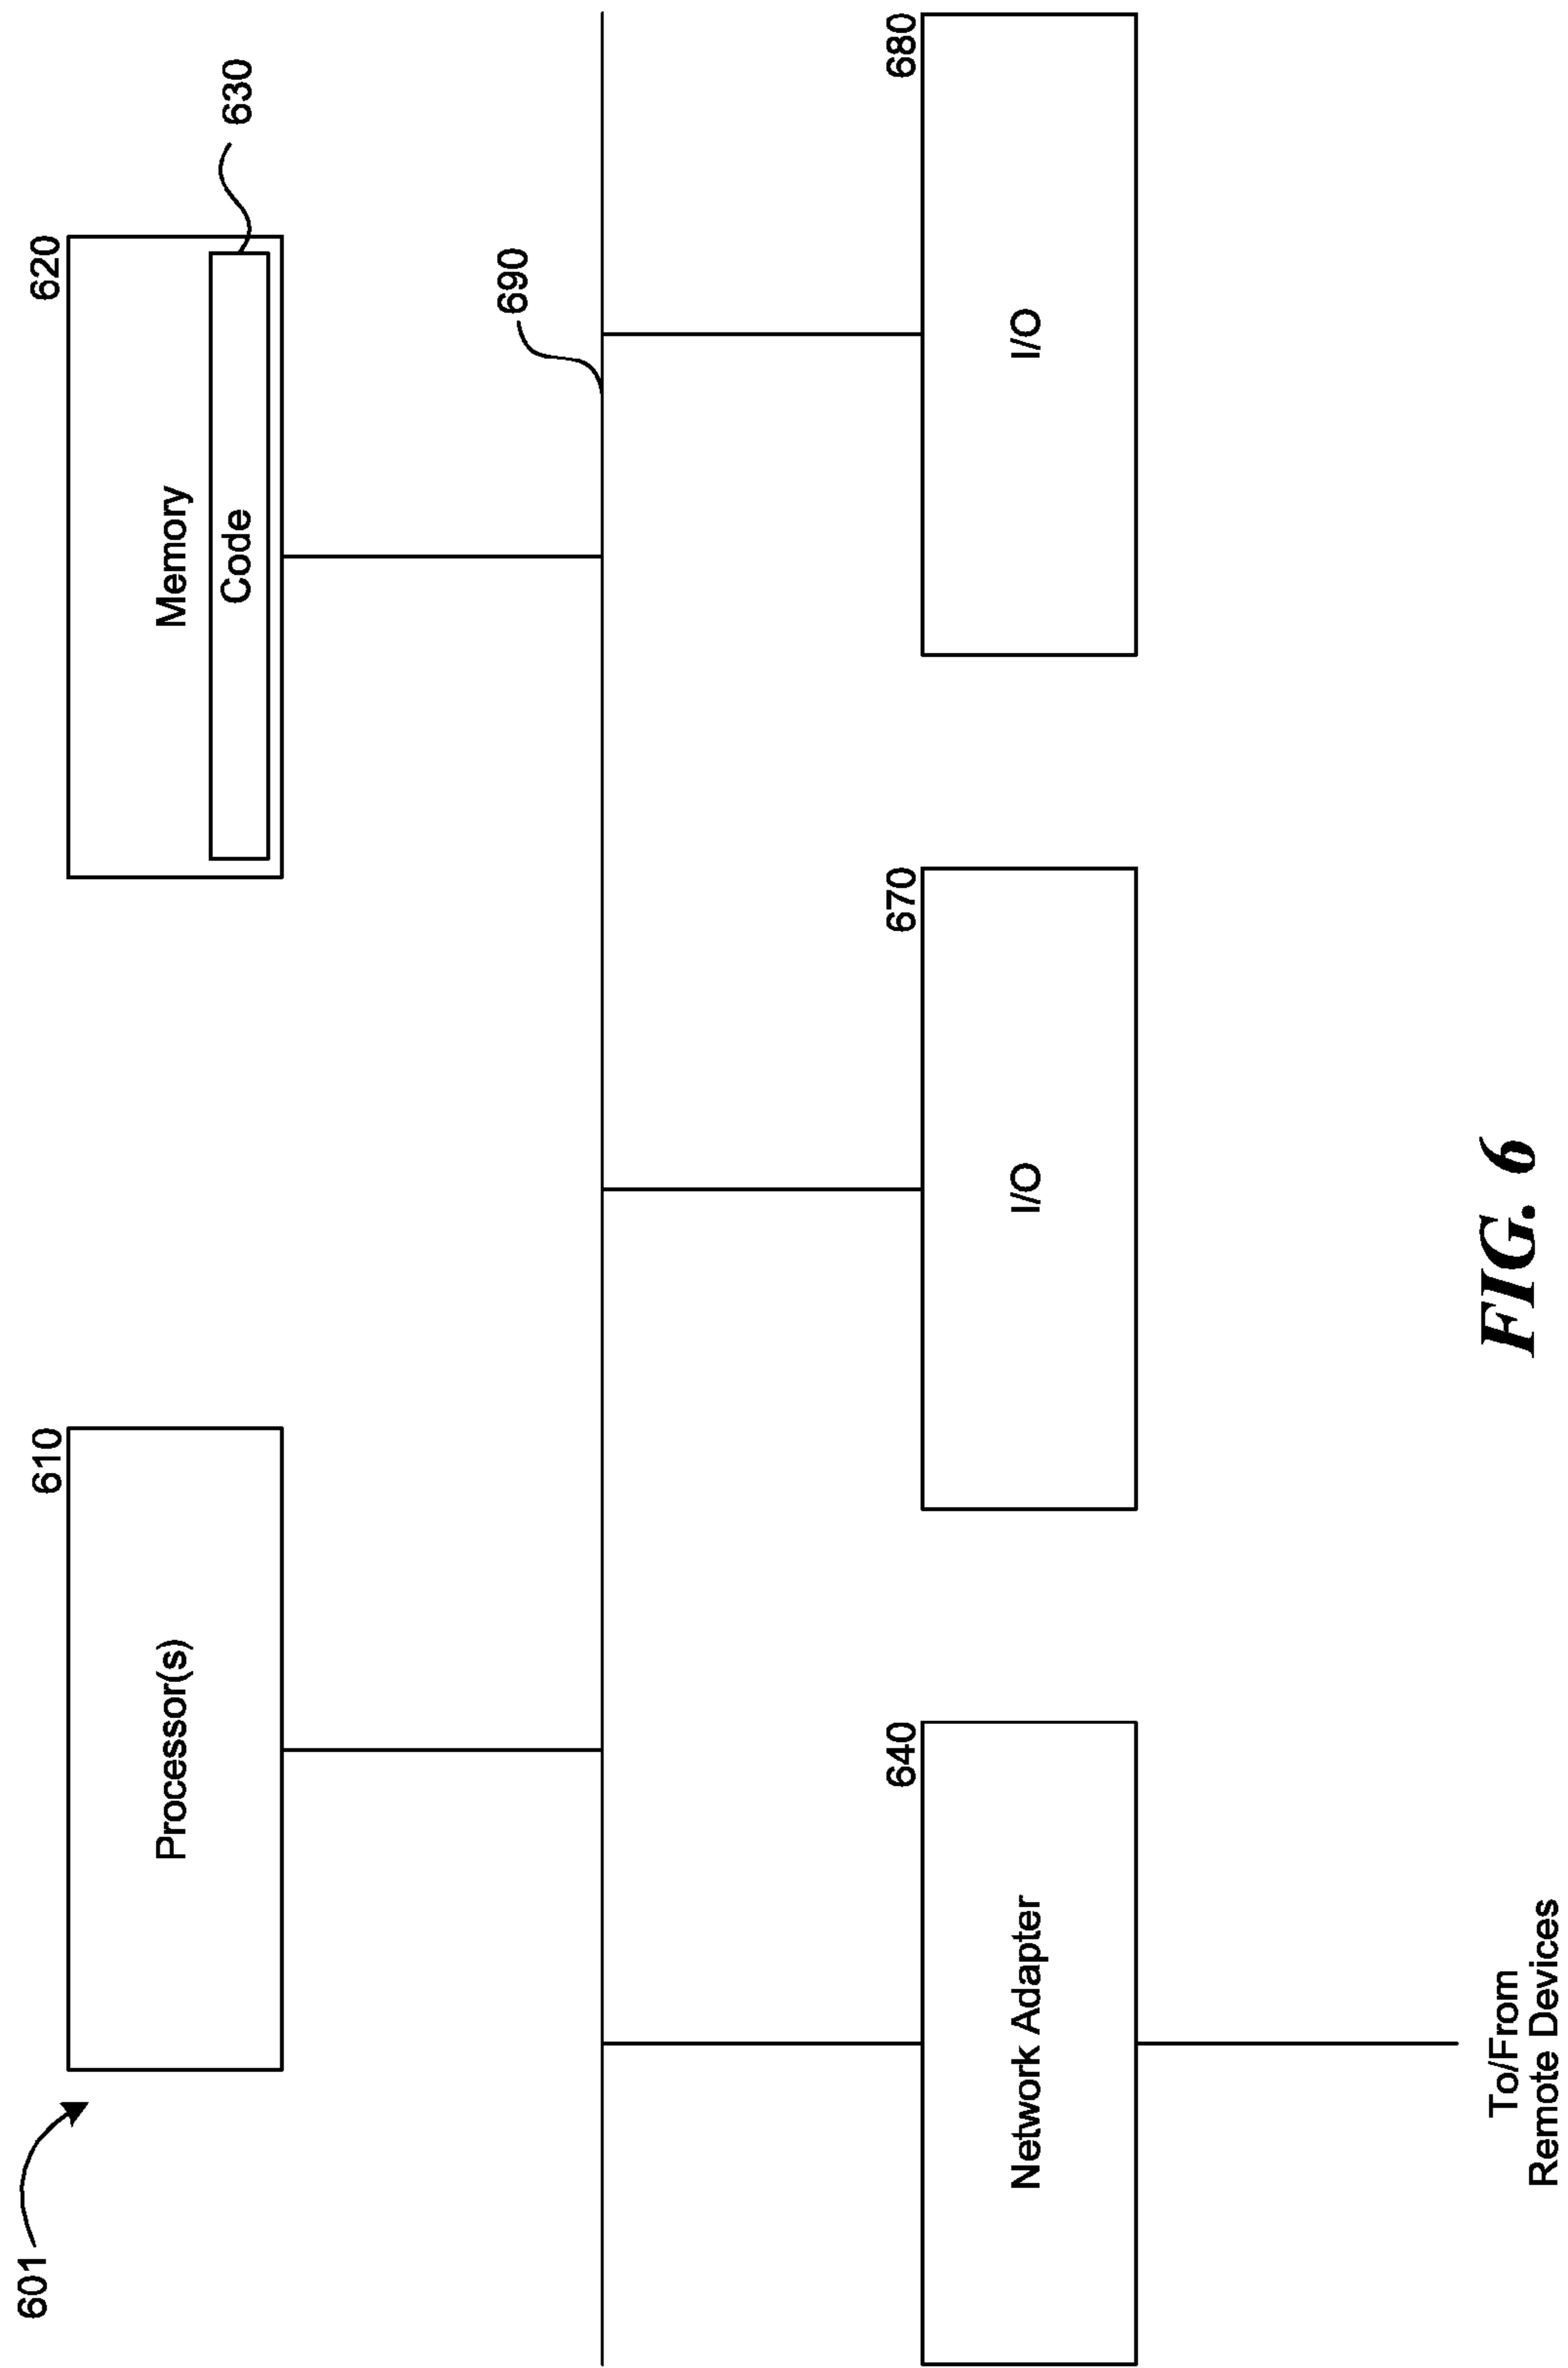 601
610
Processor(s)
620
Memory
Code
630
690
640
Network Adapter
670
I/O
680
I/O
To/From
Remote Devices
FIG. 6